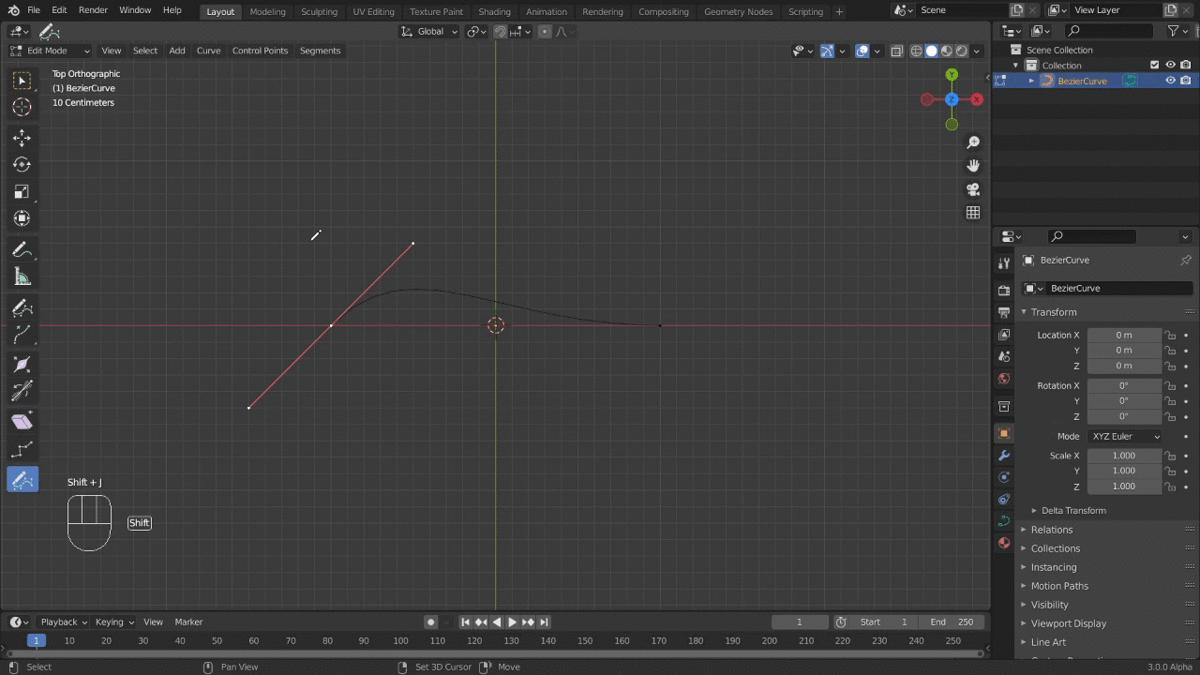 File Edit Render Window Help Layout Modeling Sculpting UV Editing Texture Paint Shading Animation Rendering Compositing Geometry Nodes Scripting + Scene View Layer
Global
Edit Mode View Select Add Curve Control Points Segments
Top Orthographic
(1) BezierCurve
10 Centimeters
Y
X
Z
Scene Collection
Collection
BezierCurve
BezierCurve
BezierCurve
Transform
Location X 0 m
Y 0 m
Z 0 m
Rotation X 0°
Y 0°
Z 0°
Mode XYZ Euler
Scale X 1.000
Y 1.000
Z 1.000
Delta Transform
Relations
Collections
Instancing
Motion Paths
Visibility
Viewport Display
Line Art
Shift + J
Shift
Playback Keying View Marker 1 Start 1 End 250
1 10 20 30 40 50 60 70 80 90 100 110 120 130 140 150 160 170 180 190 200 210 220 230 240 250
Select Pan View Set 3D Cursor Move 3.0.0 Alpha